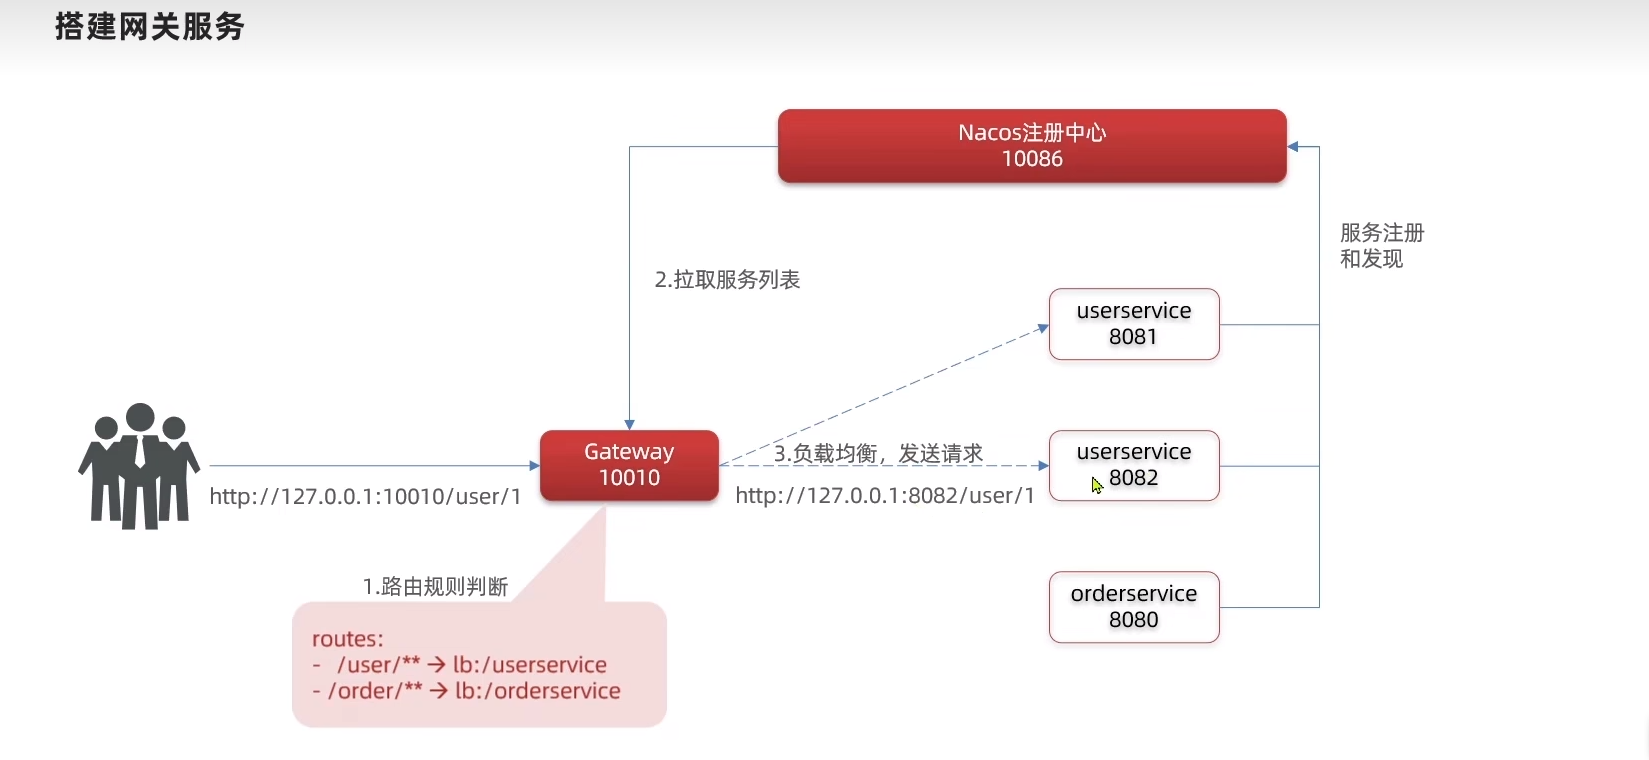 搭建网关服务
Nacos注册中心
10086
服务注册
和发现
2.拉取服务列表
userservice
8081
Gateway
10010
3.负载均衡，发送请求
userservice
8082
http://127.0.0.1:10010/user/1
http://127.0.0.1:8082/user/1
1.路由规则判断
orderservice
8080
routes:
- /user/** → lb:/userservice
- /order/** → lb:/orderservice